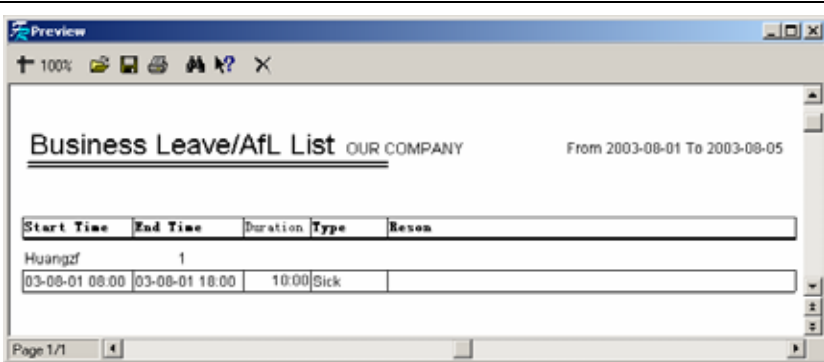 Preview
100%
Business Leave/AfL List OUR COMPANY From 2003-08-01 To 2003-08-05
Start Time End Time Duration Type Reson
Huangzf 1
03-08-01 08:00 03-08-01 18:00 10:00 Sick
Page 1/1